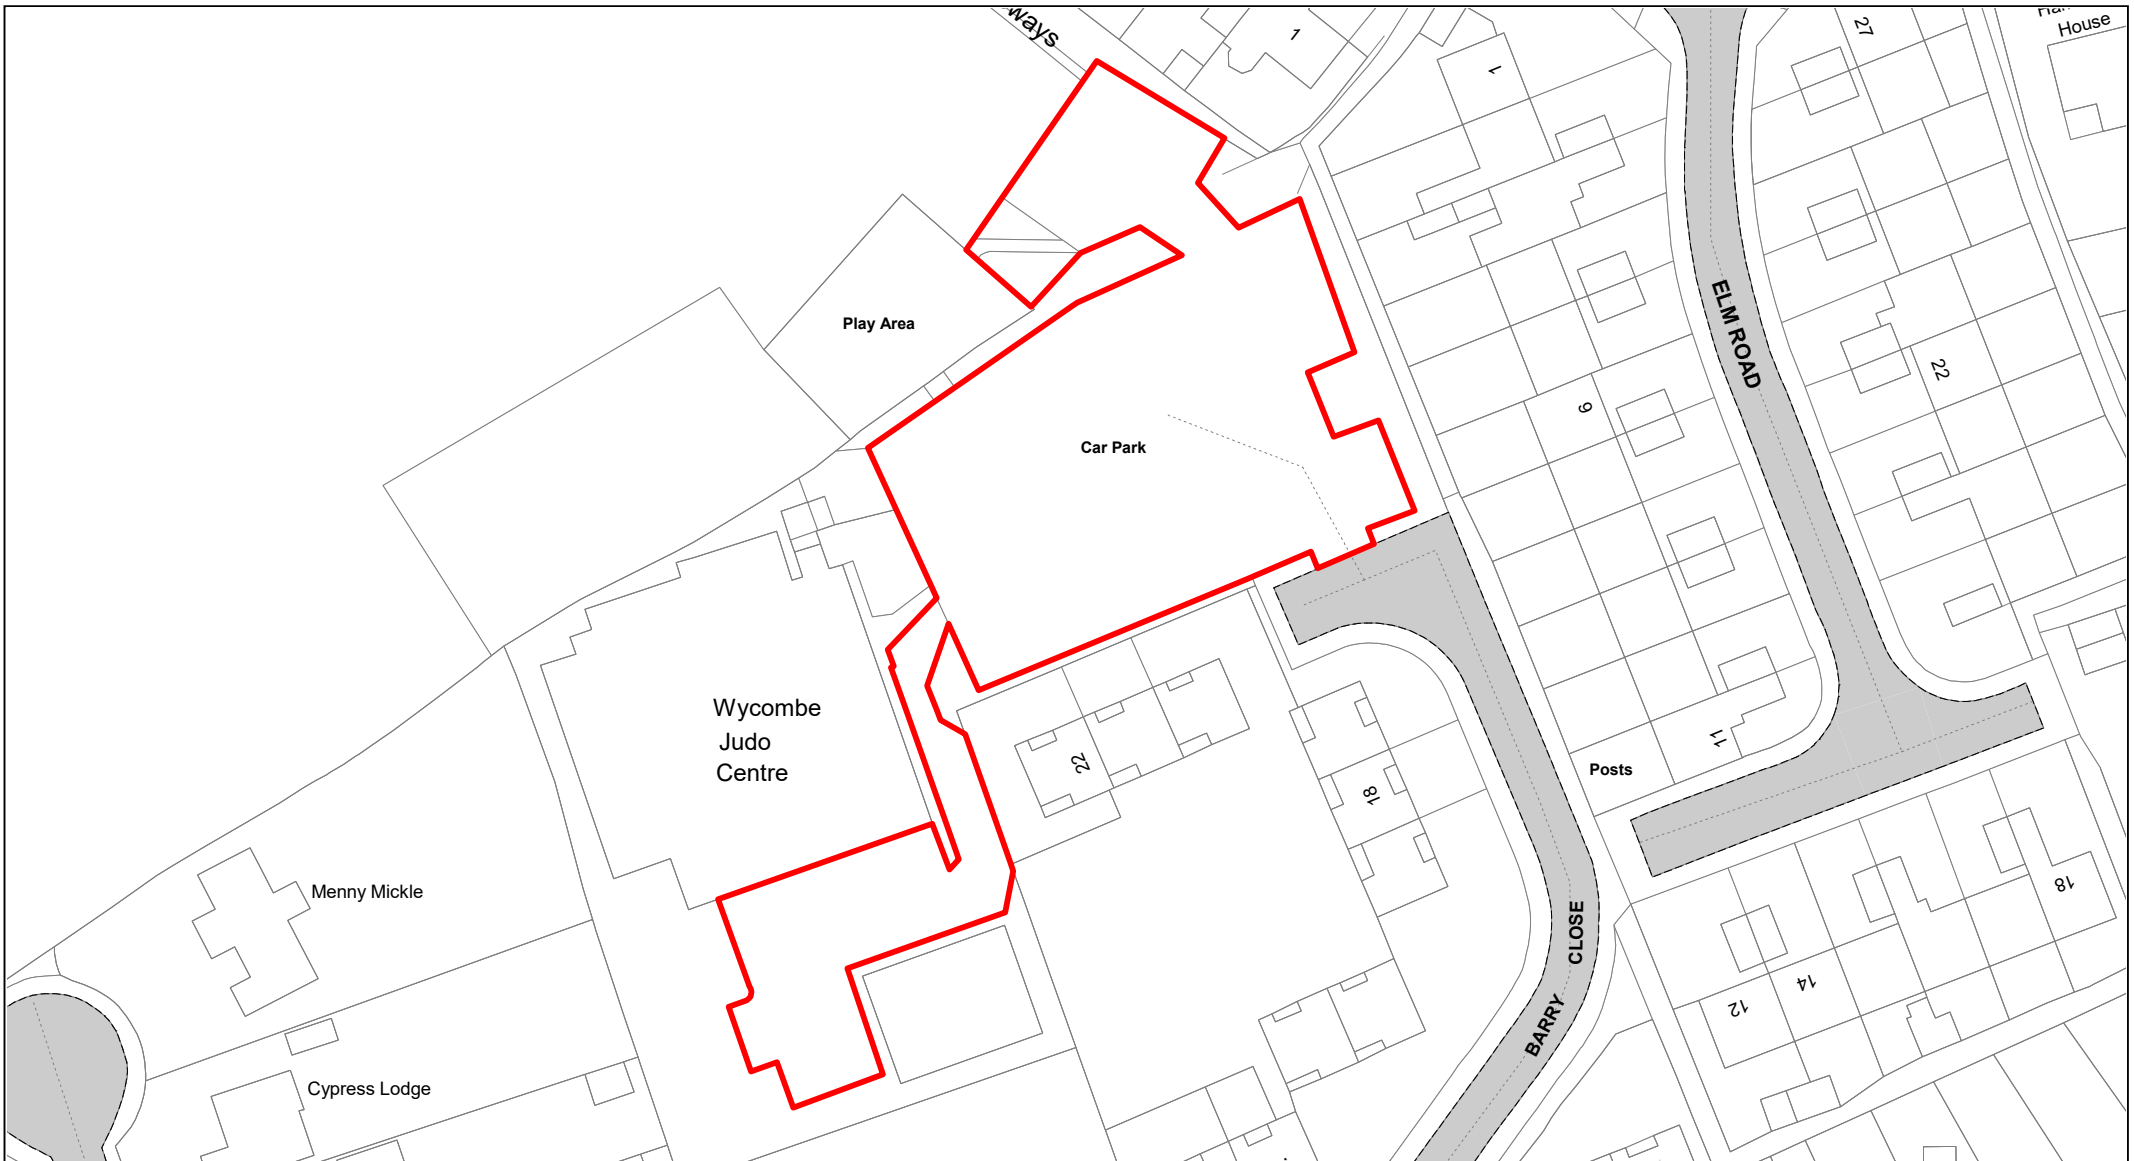 ways
1
1
27
House
Play Area
ELM ROAD
22
9
Car Park
Wycombe
Judo
Centre
22
18
11
Posts
Menny Mickle
18
BARRY CLOSE
14
12
Cypress Lodge